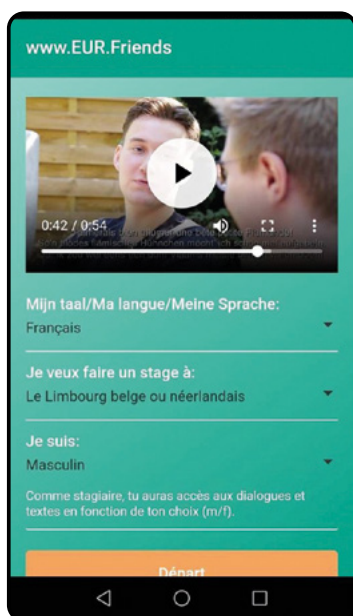 www.EUR.Friends
0:42 / 0:54
Mijn taal/Ma langue/Meine Sprache:
Français
Je veux faire un stage à:
Le Limbourg belge ou néerlandais
Je suis:
Masculin
Comme stagiaire, tu auras accès aux dialogues et
textes en fonction de ton choix (m/f).
Départ